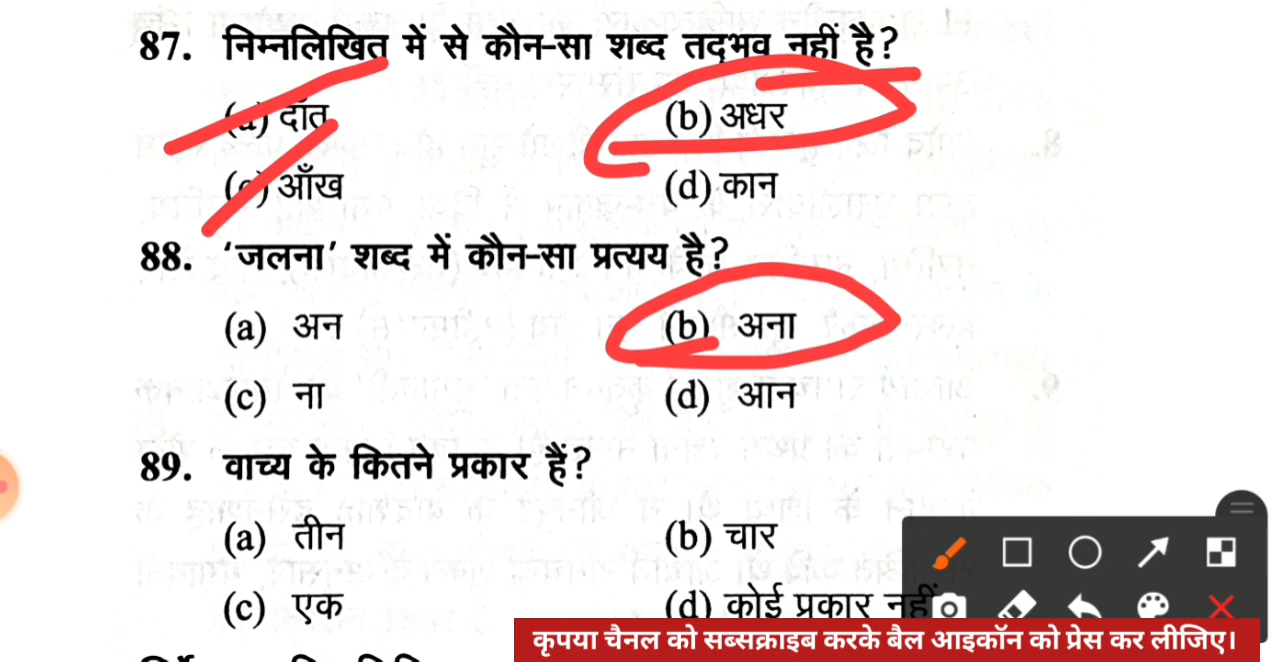 87. निम्नलिखित में से कौन-सा शब्द तद्भव नहीं है?
(a) दाँत (b) अधर
(c) आँख (d) कान
88. ‘जलना’ शब्द में कौन-सा प्रत्यय है?
(a) अन (b) अना
(c) ना (d) आन
89. वाच्य के कितने प्रकार हैं?
(a) तीन (b) चार
(c) एक (d) कोई प्रकार नहीं
कृपया चैनल को सब्सक्राइब करके बैल आइकॉन को प्रेस कर लीजिए।